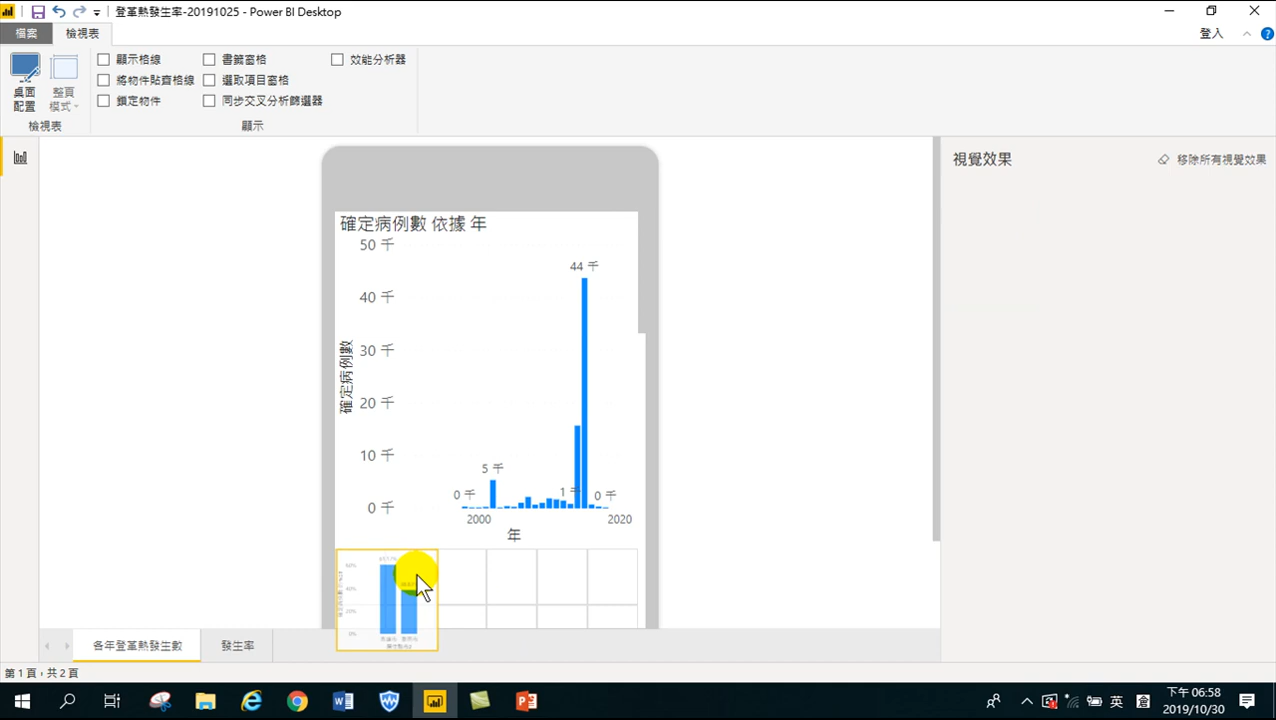 登革熱發生率-20191025 - Power BI Desktop
檔案
檢視表
登入
顯示格線
書籤窗格
效能分析器
將物件貼齊格線
選取項目窗格
鎖定物件
同步交叉分析篩選器
桌面
配置
整頁
模式
檢視表
顯示
視覺效果
移除所有視覺效果
確定病例數 依據 年
50 千
44 千
40 千
30 千
20 千
10 千
0 千
確定病例數
0 千
5 千
1 千
0 千
2000
2020
年
60%
40%
20%
0%
各年登革熱發生數
發生率
第 1 頁，共 2 頁
英
下午 06:58
2019/10/30